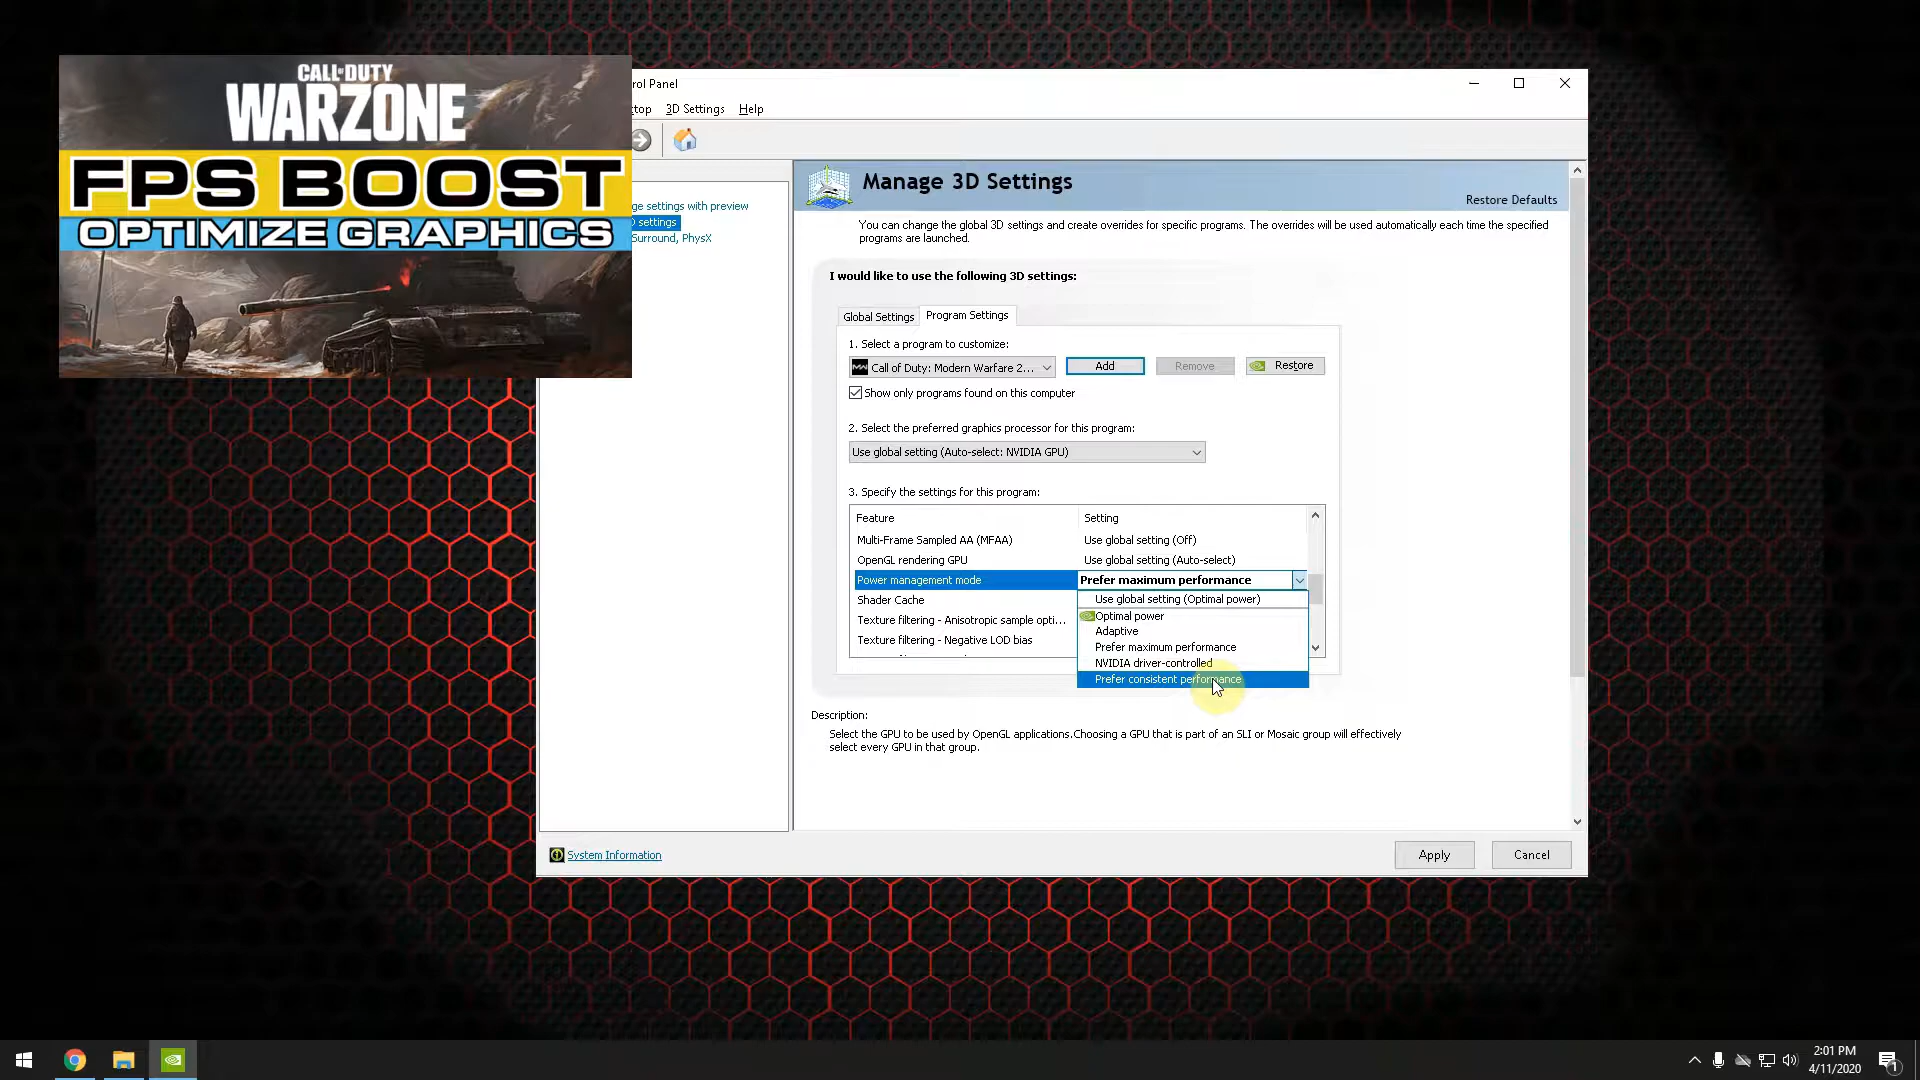 CALL OF DUTY
WARZONE
FPS BOOST
OPTIMIZE GRAPHICS
rol Panel
top 3D Settings Help
ge settings with preview
D settings
Surround, PhysX
Manage 3D Settings
Restore Defaults
You can change the global 3D settings and create overrides for specific programs. The overrides will be used automatically each time the specified
programs are launched.
I would like to use the following 3D settings:
Global Settings Program Settings
1. Select a program to customize:
Call of Duty: Modern Warfare 2... Add Remove Restore
Show only programs found on this computer
2. Select the preferred graphics processor for this program:
Use global setting (Auto-select: NVIDIA GPU)
3. Specify the settings for this program:
Feature Setting
Multi-Frame Sampled AA (MFAA) Use global setting (Off)
OpenGL rendering GPU Use global setting (Auto-select)
Power management mode Prefer maximum performance
Shader Cache Use global setting (Optimal power)
Texture filtering - Anisotropic sample opti... Optimal power
Adaptive
Texture filtering - Negative LOD bias Prefer maximum performance
NVIDIA driver-controlled
Prefer consistent performance
Description:
Select the GPU to be used by OpenGL applications.Choosing a GPU that is part of an SLI or Mosaic group will effectively
select every GPU in that group.
System Information Apply Cancel
2:01 PM
4/11/2020
1